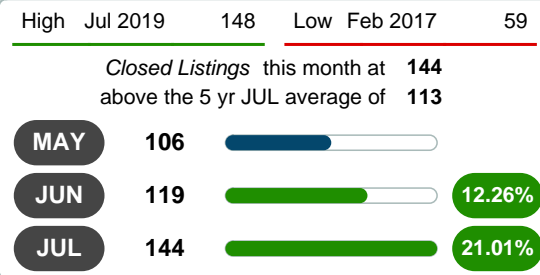 High Jul 2019 148 Low Feb 2017 59
Closed Listings this month at 144
above the 5 yr JUL average of 113
MAY 106
JUN 119 12.26%
JUL 144 21.01%